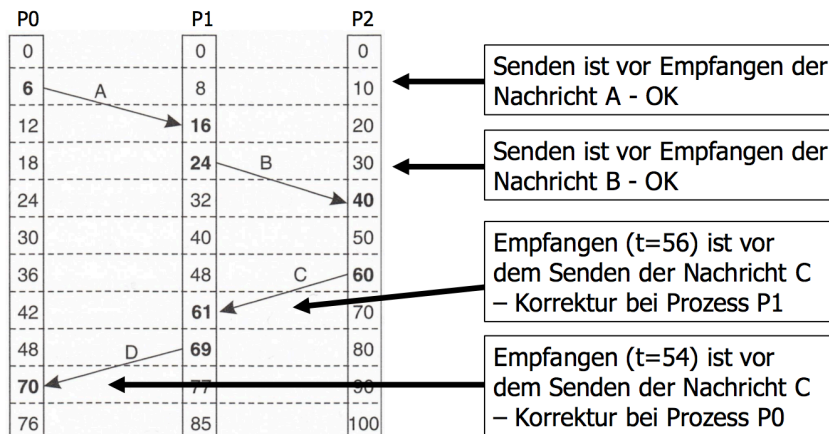 P0 P1 P2
0 0 0
6 8 10
A
12 16 20
18 24 30
B
24 32 40
30 40 50
36 48 60
C
42 61 70
48 69 80
D
70 77 90
76 85 100
Senden ist vor Empfangen der
Nachricht A - OK
Senden ist vor Empfangen der
Nachricht B - OK
Empfangen (t=56) ist vor
dem Senden der Nachricht C
– Korrektur bei Prozess P1
Empfangen (t=54) ist vor
dem Senden der Nachricht C
– Korrektur bei Prozess P0